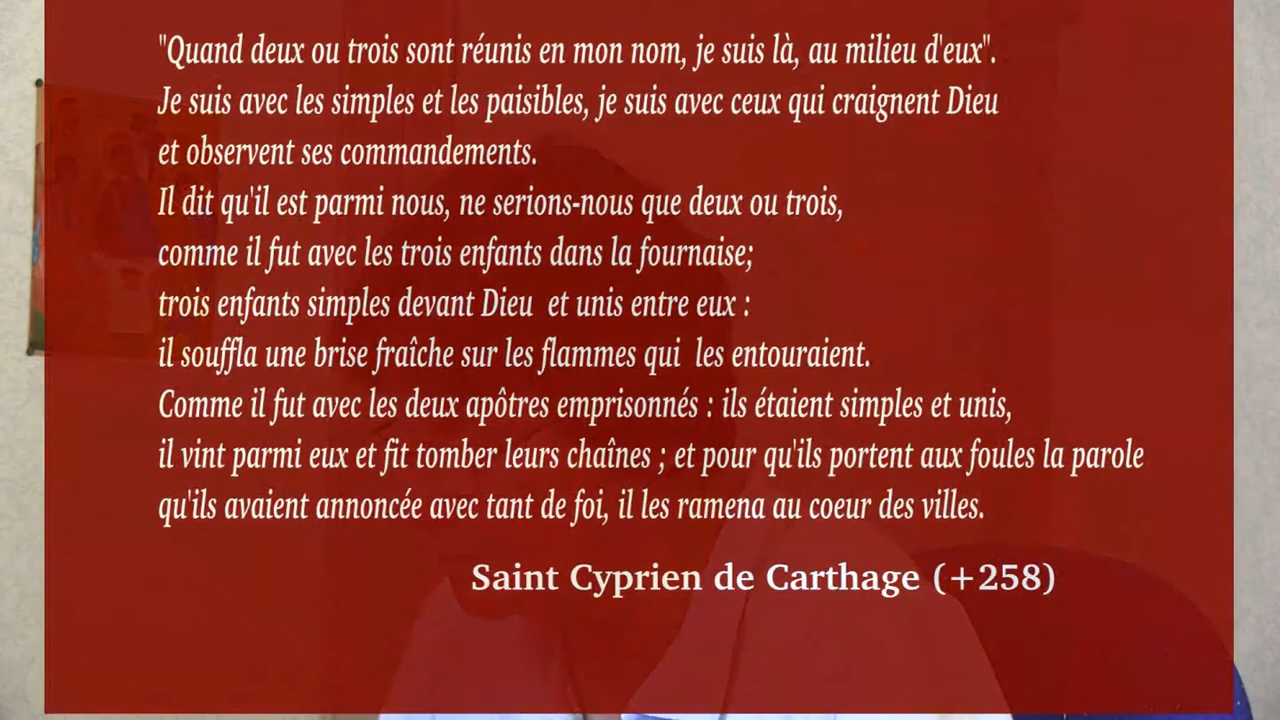 "Quand deux ou trois sont réunis en mon nom, je suis là, au milieu d'eux".
Je suis avec les simples et les paisibles, je suis avec ceux qui craignent Dieu
et observent ses commandements.
Il dit qu'il est parmi nous, ne serions-nous que deux ou trois,
comme il fut avec les trois enfants dans la fournaise;
trois enfants simples devant Dieu  et unis entre eux :
il souffla une brise fraîche sur les flammes qui  les entouraient.
Comme il fut avec les deux apôtres emprisonnés : ils étaient simples et unis,
il vint parmi eux et fit tomber leurs chaînes ; et pour qu'ils portent aux foules la parole
qu'ils avaient annoncée avec tant de foi, il les ramena au coeur des villes.
Saint Cyprien de Carthage (+258)